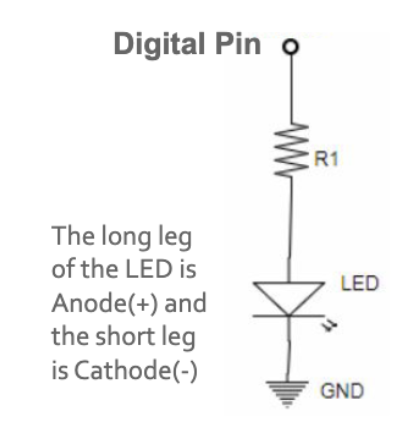 Digital Pin
R1
The long leg
of the LED is
Anode(+) and
the short leg
is Cathode(-)
LED
GND